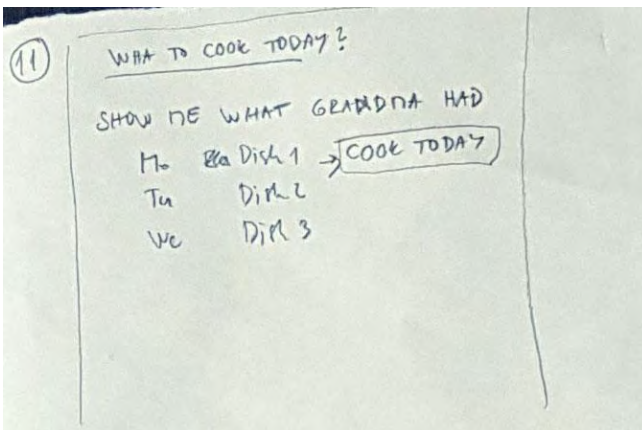 11
WHA TO COOK TODAY?
SHOW ME WHAT GRANDMA HAD
Mo Dish 1 → COOK TODAY
Tu Dish 2
We Dish 3